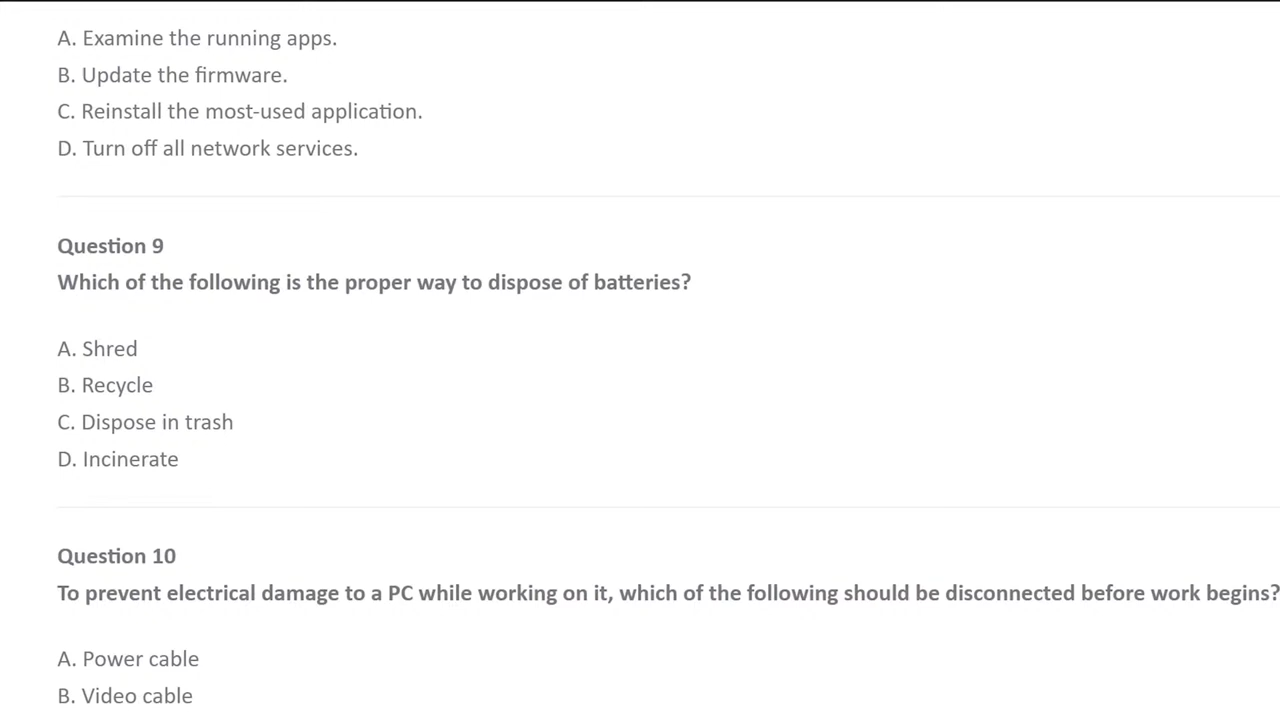 A. Examine the running apps.
B. Update the firmware.
C. Reinstall the most-used application.
D. Turn off all network services.
Question 9
Which of the following is the proper way to dispose of batteries?
A. Shred
B. Recycle
C. Dispose in trash
D. Incinerate
Question 10
To prevent electrical damage to a PC while working on it, which of the following should be disconnected before work begins?
A. Power cable
B. Video cable